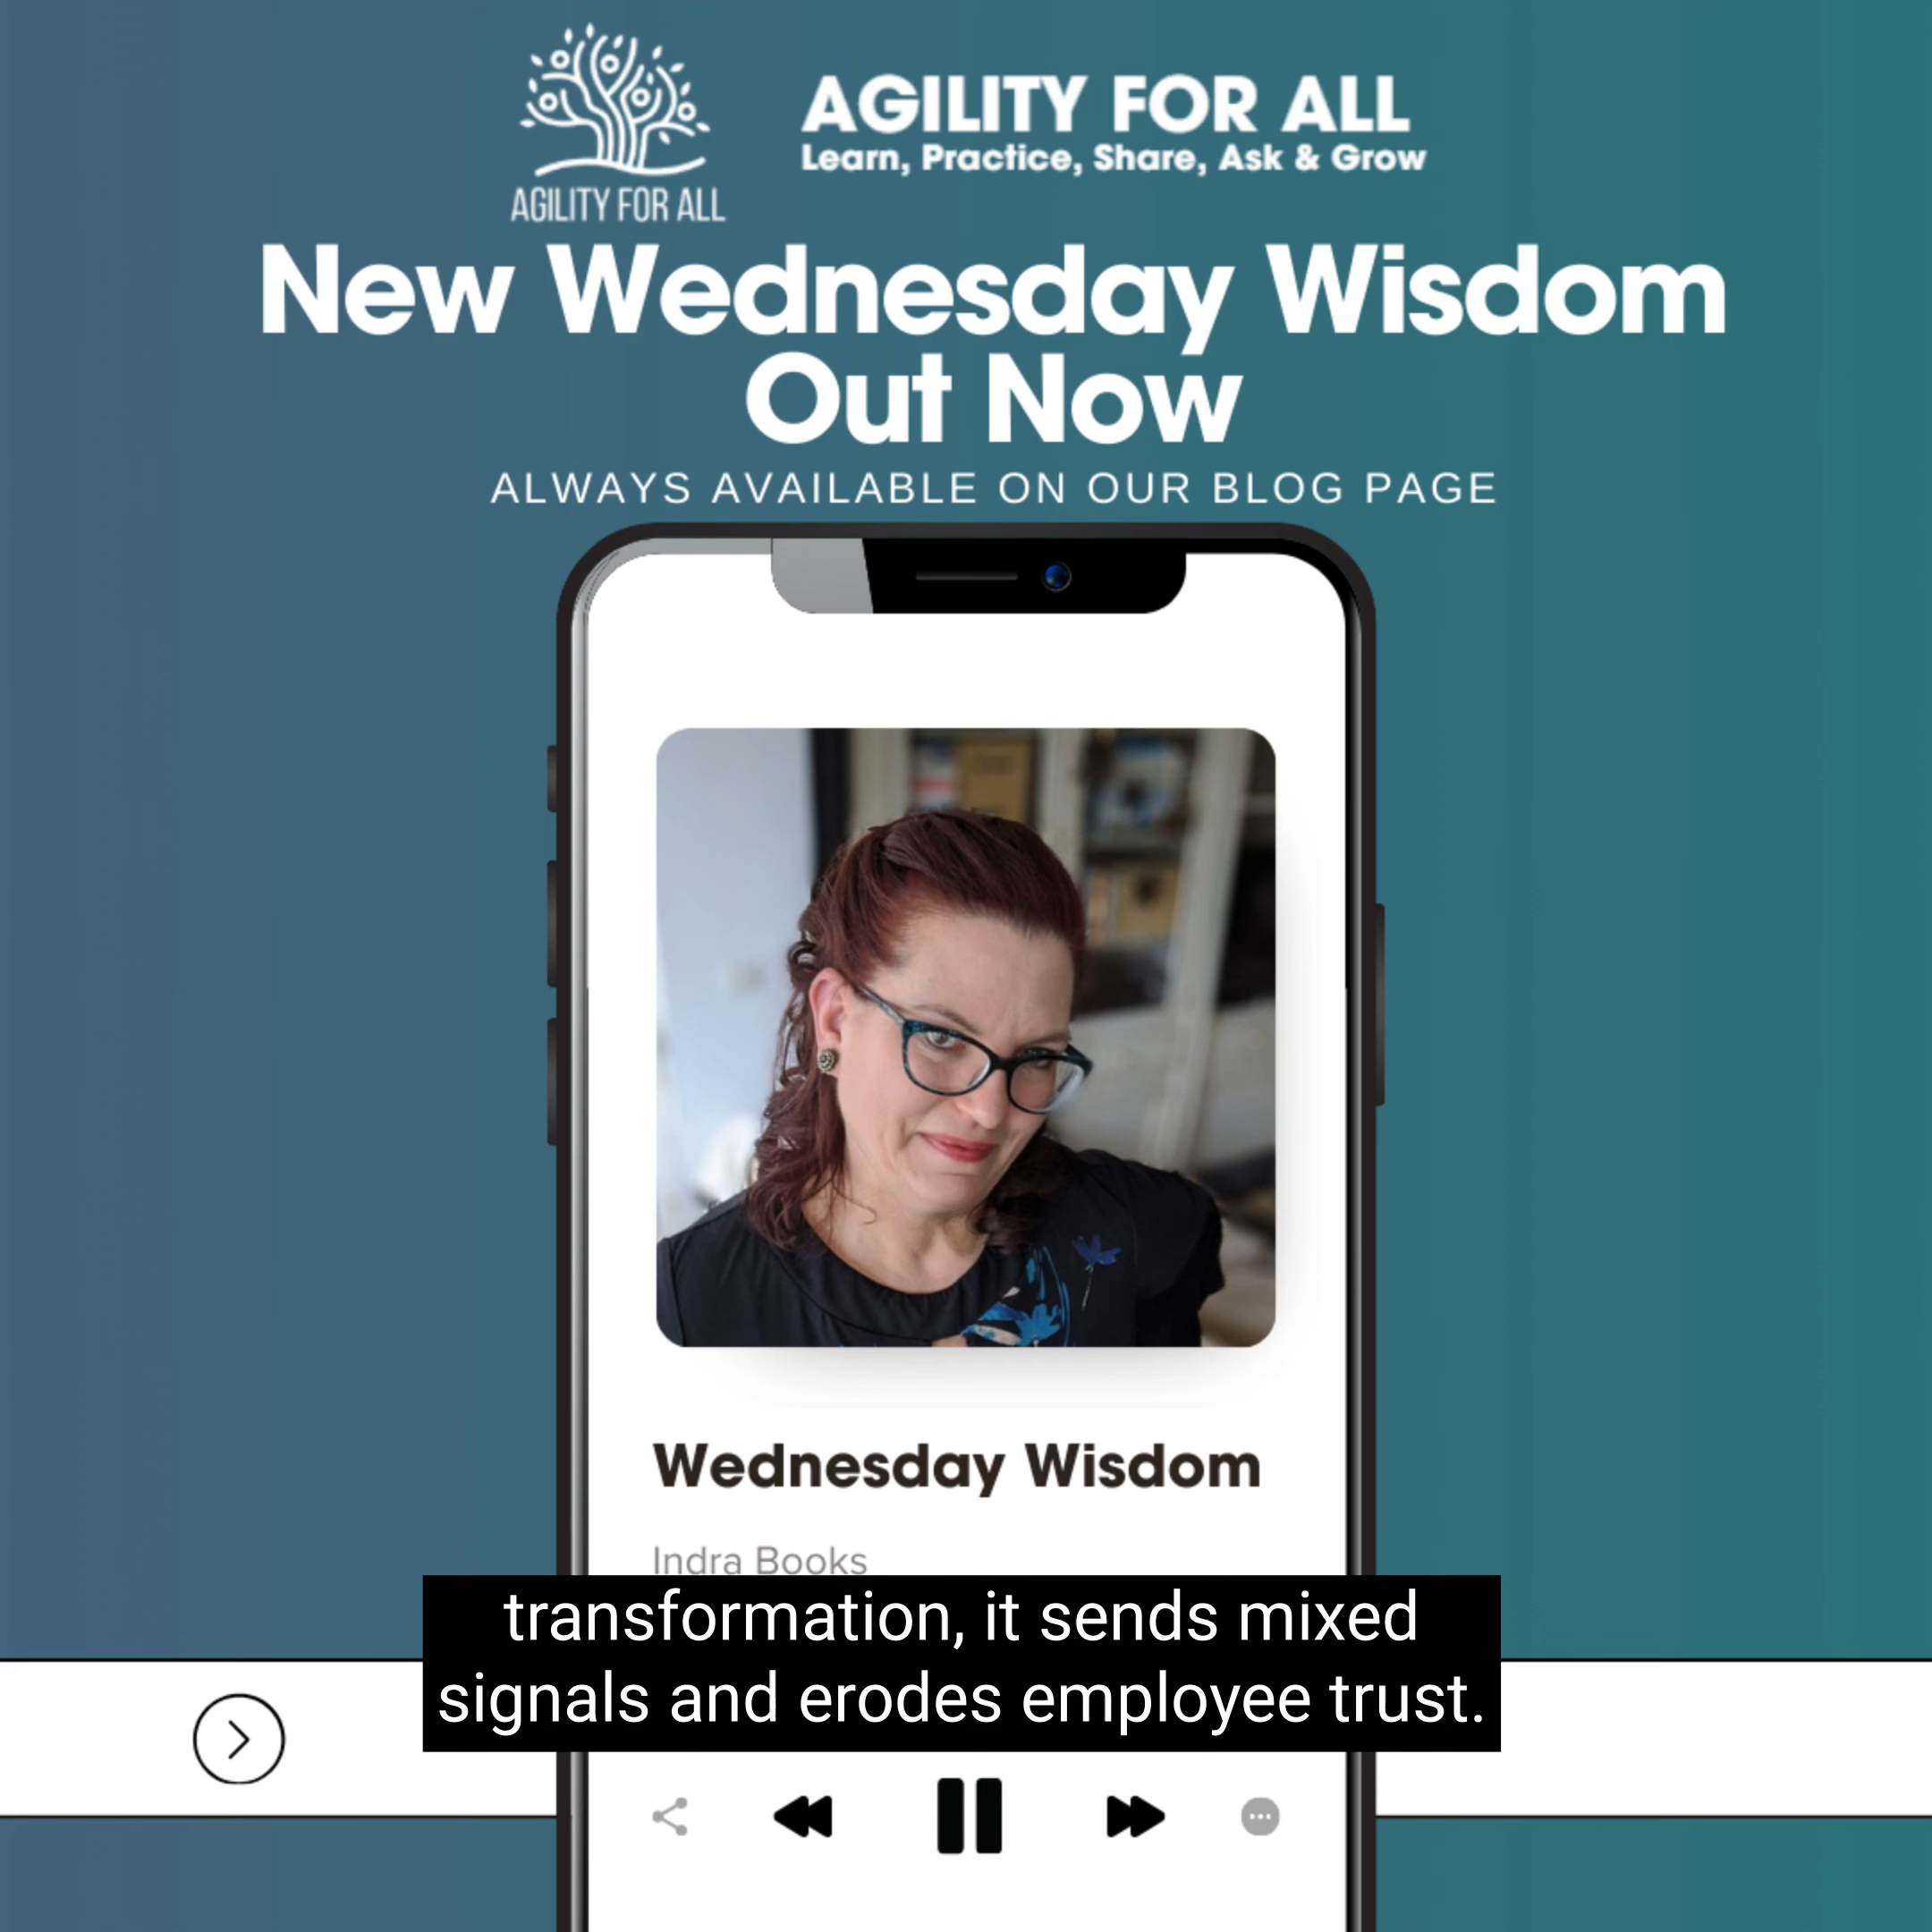 AGILITY FOR ALL
AGILITY FOR ALL
Learn, Practice, Share, Ask & Grow
New Wednesday Wisdom
Out Now
ALWAYS AVAILABLE ON OUR BLOG PAGE
Wednesday Wisdom
Indra Books
transformation, it sends mixed
signals and erodes employee trust.